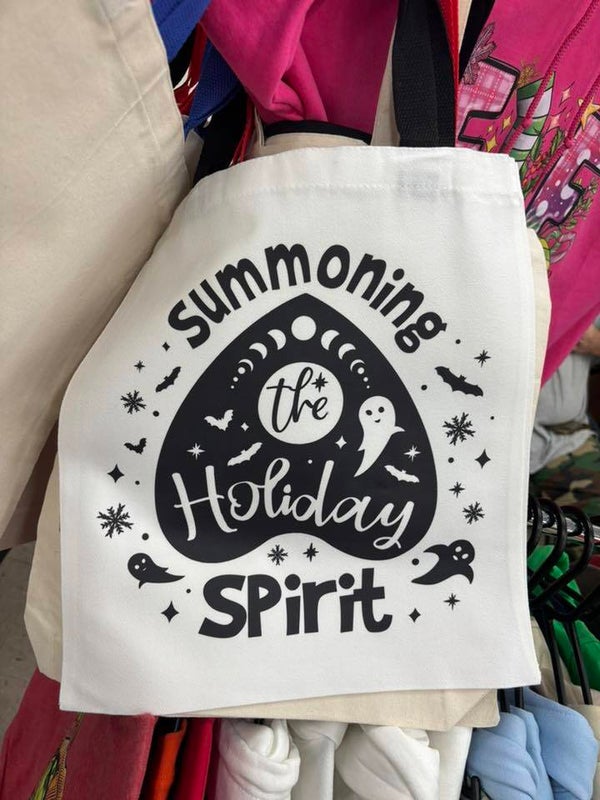 summoning
the
Holiday
SPirit